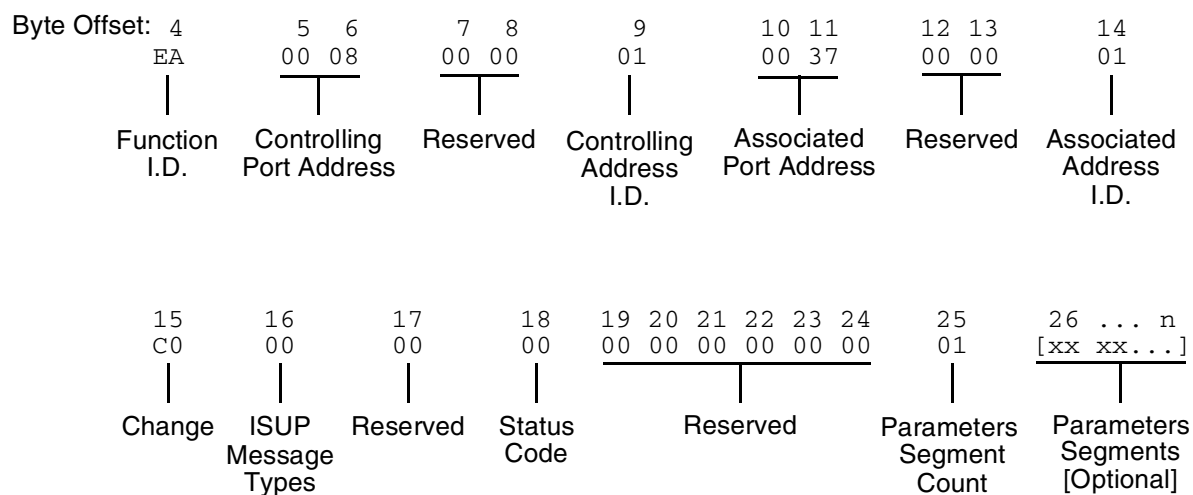 Byte Offset: 4 5 6 7 8 9 10 11 12 13 14
EA 00 08 00 00 01 00 37 00 00 01
Function I.D.
Controlling Port Address
Reserved
Controlling Address I.D.
Associated Port Address
Reserved
Associated Address I.D.
15 16 17 18 19 20 21 22 23 24 25 26 ... n
C0 00 00 00 00 00 00 00 00 00 01 [xx xx...]
Change
ISUP Message Types
Reserved
Status Code
Reserved
Parameters Segment Count
Parameters Segments [Optional]